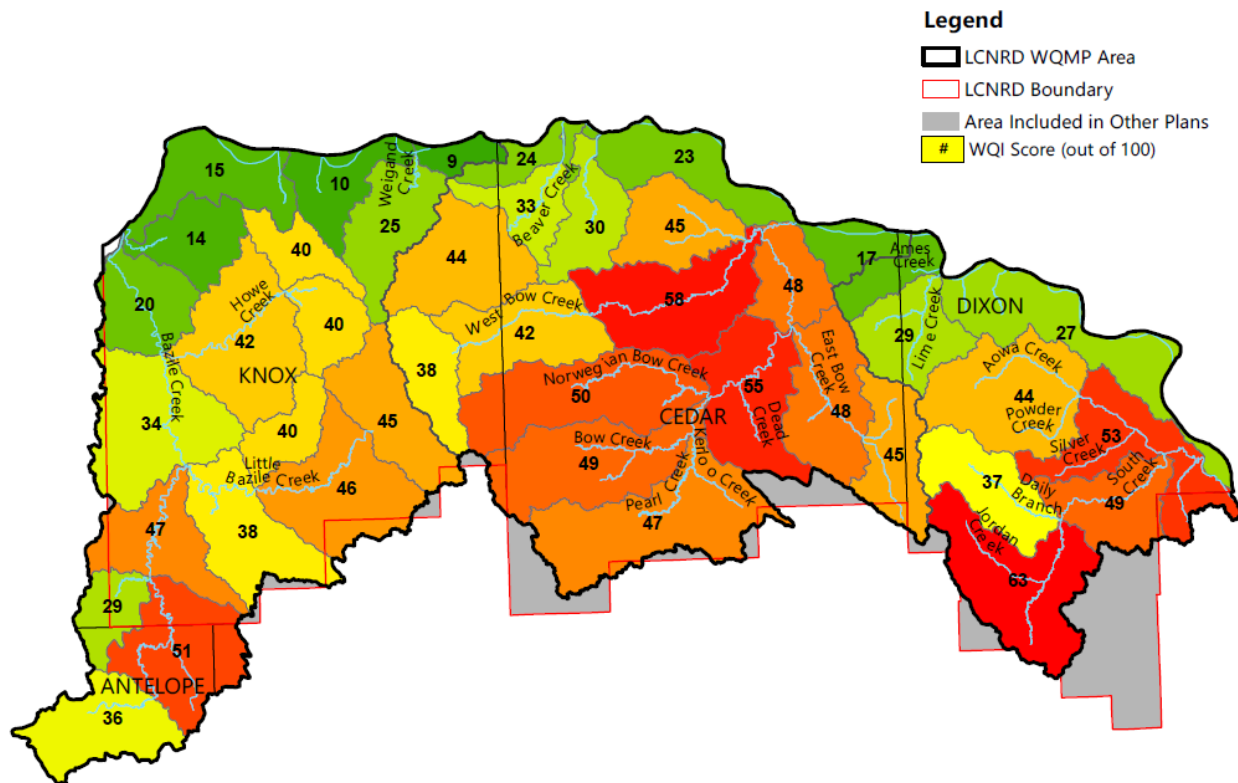 Legend
LCNRD WQMP Area
LCNRD Boundary
Area Included in Other Plans
# WQI Score (out of 100)
15
10
Weigand
Creek
9
24
23
14
40
25
33
Beaver Creek
30
45
44
17
Ames
Creek
20
Howe
Creek
42
40
58
48
29
Lime Creek
DIXON
27
Bazile Creek
KNOX
West Bow Creek
42
38
East Bow
Creek
Aowa Creek
34
45
Norwegian Bow Creek
50
55
Dead
Creek
48
44
Powder
Creek
CEDAR
40
Little
Bazile Creek
46
Bow Creek
49
Kerloo Creek
45
53
Silver
Creek
South
Creek
49
37
Daily
Branch
47
38
Pearl Creek
47
Jordan
Creek
63
29
51
ANTELOPE
36